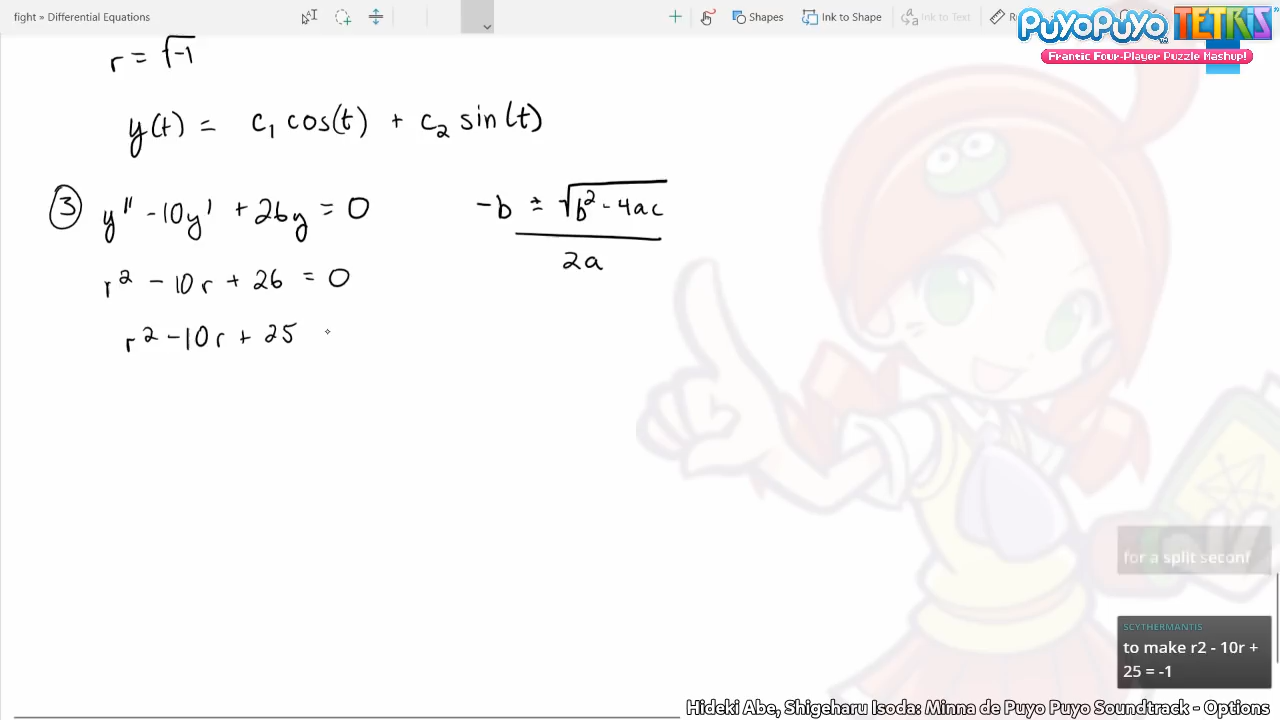 fight » Differential Equations
Shapes
Ink to Shape
Ink to Text
PuyoPuyo TETRIS
Frantic Four-Player Puzzle Mashup!
r = √-1
y(t) = c₁ cos(t) + c₂ sin(t)
③ y'' - 10y' + 26y = 0
-b ± √b² - 4ac
2a
r² - 10r + 26 = 0
r² - 10r + 25
for a split seconf
SCYTHERMANTIS
to make r2 - 10r +
25 = -1
Hideki Abe, Shigeharu Isoda: Minna de Puyo Puyo Soundtrack - Options